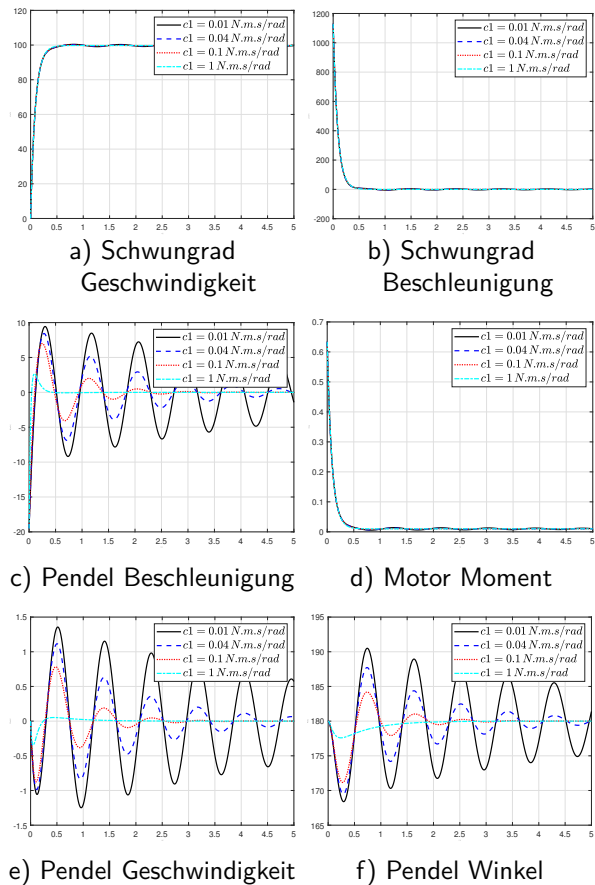 120
100
80
60
40
20
0
0 0.5 1 1.5 2 2.5 3 3.5 4 4.5 5
c1 = 0.01 N.m.s/rad
c1 = 0.04 N.m.s/rad
c1 = 0.1 N.m.s/rad
c1 = 1 N.m.s/rad
a) Schwungrad
Geschwindigkeit
1200
1000
800
600
400
200
0
-200
0 0.5 1 1.5 2 2.5 3 3.5 4 4.5 5
c1 = 0.01 N.m.s/rad
c1 = 0.04 N.m.s/rad
c1 = 0.1 N.m.s/rad
c1 = 1 N.m.s/rad
b) Schwungrad
Beschleunigung
10
5
0
-5
-10
-15
-20
0 0.5 1 1.5 2 2.5 3 3.5 4 4.5 5
c1 = 0.01 N.m.s/rad
c1 = 0.04 N.m.s/rad
c1 = 0.1 N.m.s/rad
c1 = 1 N.m.s/rad
c) Pendel Beschleunigung
0.7
0.6
0.5
0.4
0.3
0.2
0.1
0
0 0.5 1 1.5 2 2.5 3 3.5 4 4.5 5
c1 = 0.01 N.m.s/rad
c1 = 0.04 N.m.s/rad
c1 = 0.1 N.m.s/rad
c1 = 1 N.m.s/rad
d) Motor Moment
1.5
1
0.5
0
-0.5
-1
-1.5
0 0.5 1 1.5 2 2.5 3 3.5 4 4.5 5
c1 = 0.01 N.m.s/rad
c1 = 0.04 N.m.s/rad
c1 = 0.1 N.m.s/rad
c1 = 1 N.m.s/rad
e) Pendel Geschwindigkeit
195
190
185
180
175
170
165
0 0.5 1 1.5 2 2.5 3 3.5 4 4.5 5
c1 = 0.01 N.m.s/rad
c1 = 0.04 N.m.s/rad
c1 = 0.1 N.m.s/rad
c1 = 1 N.m.s/rad
f) Pendel Winkel